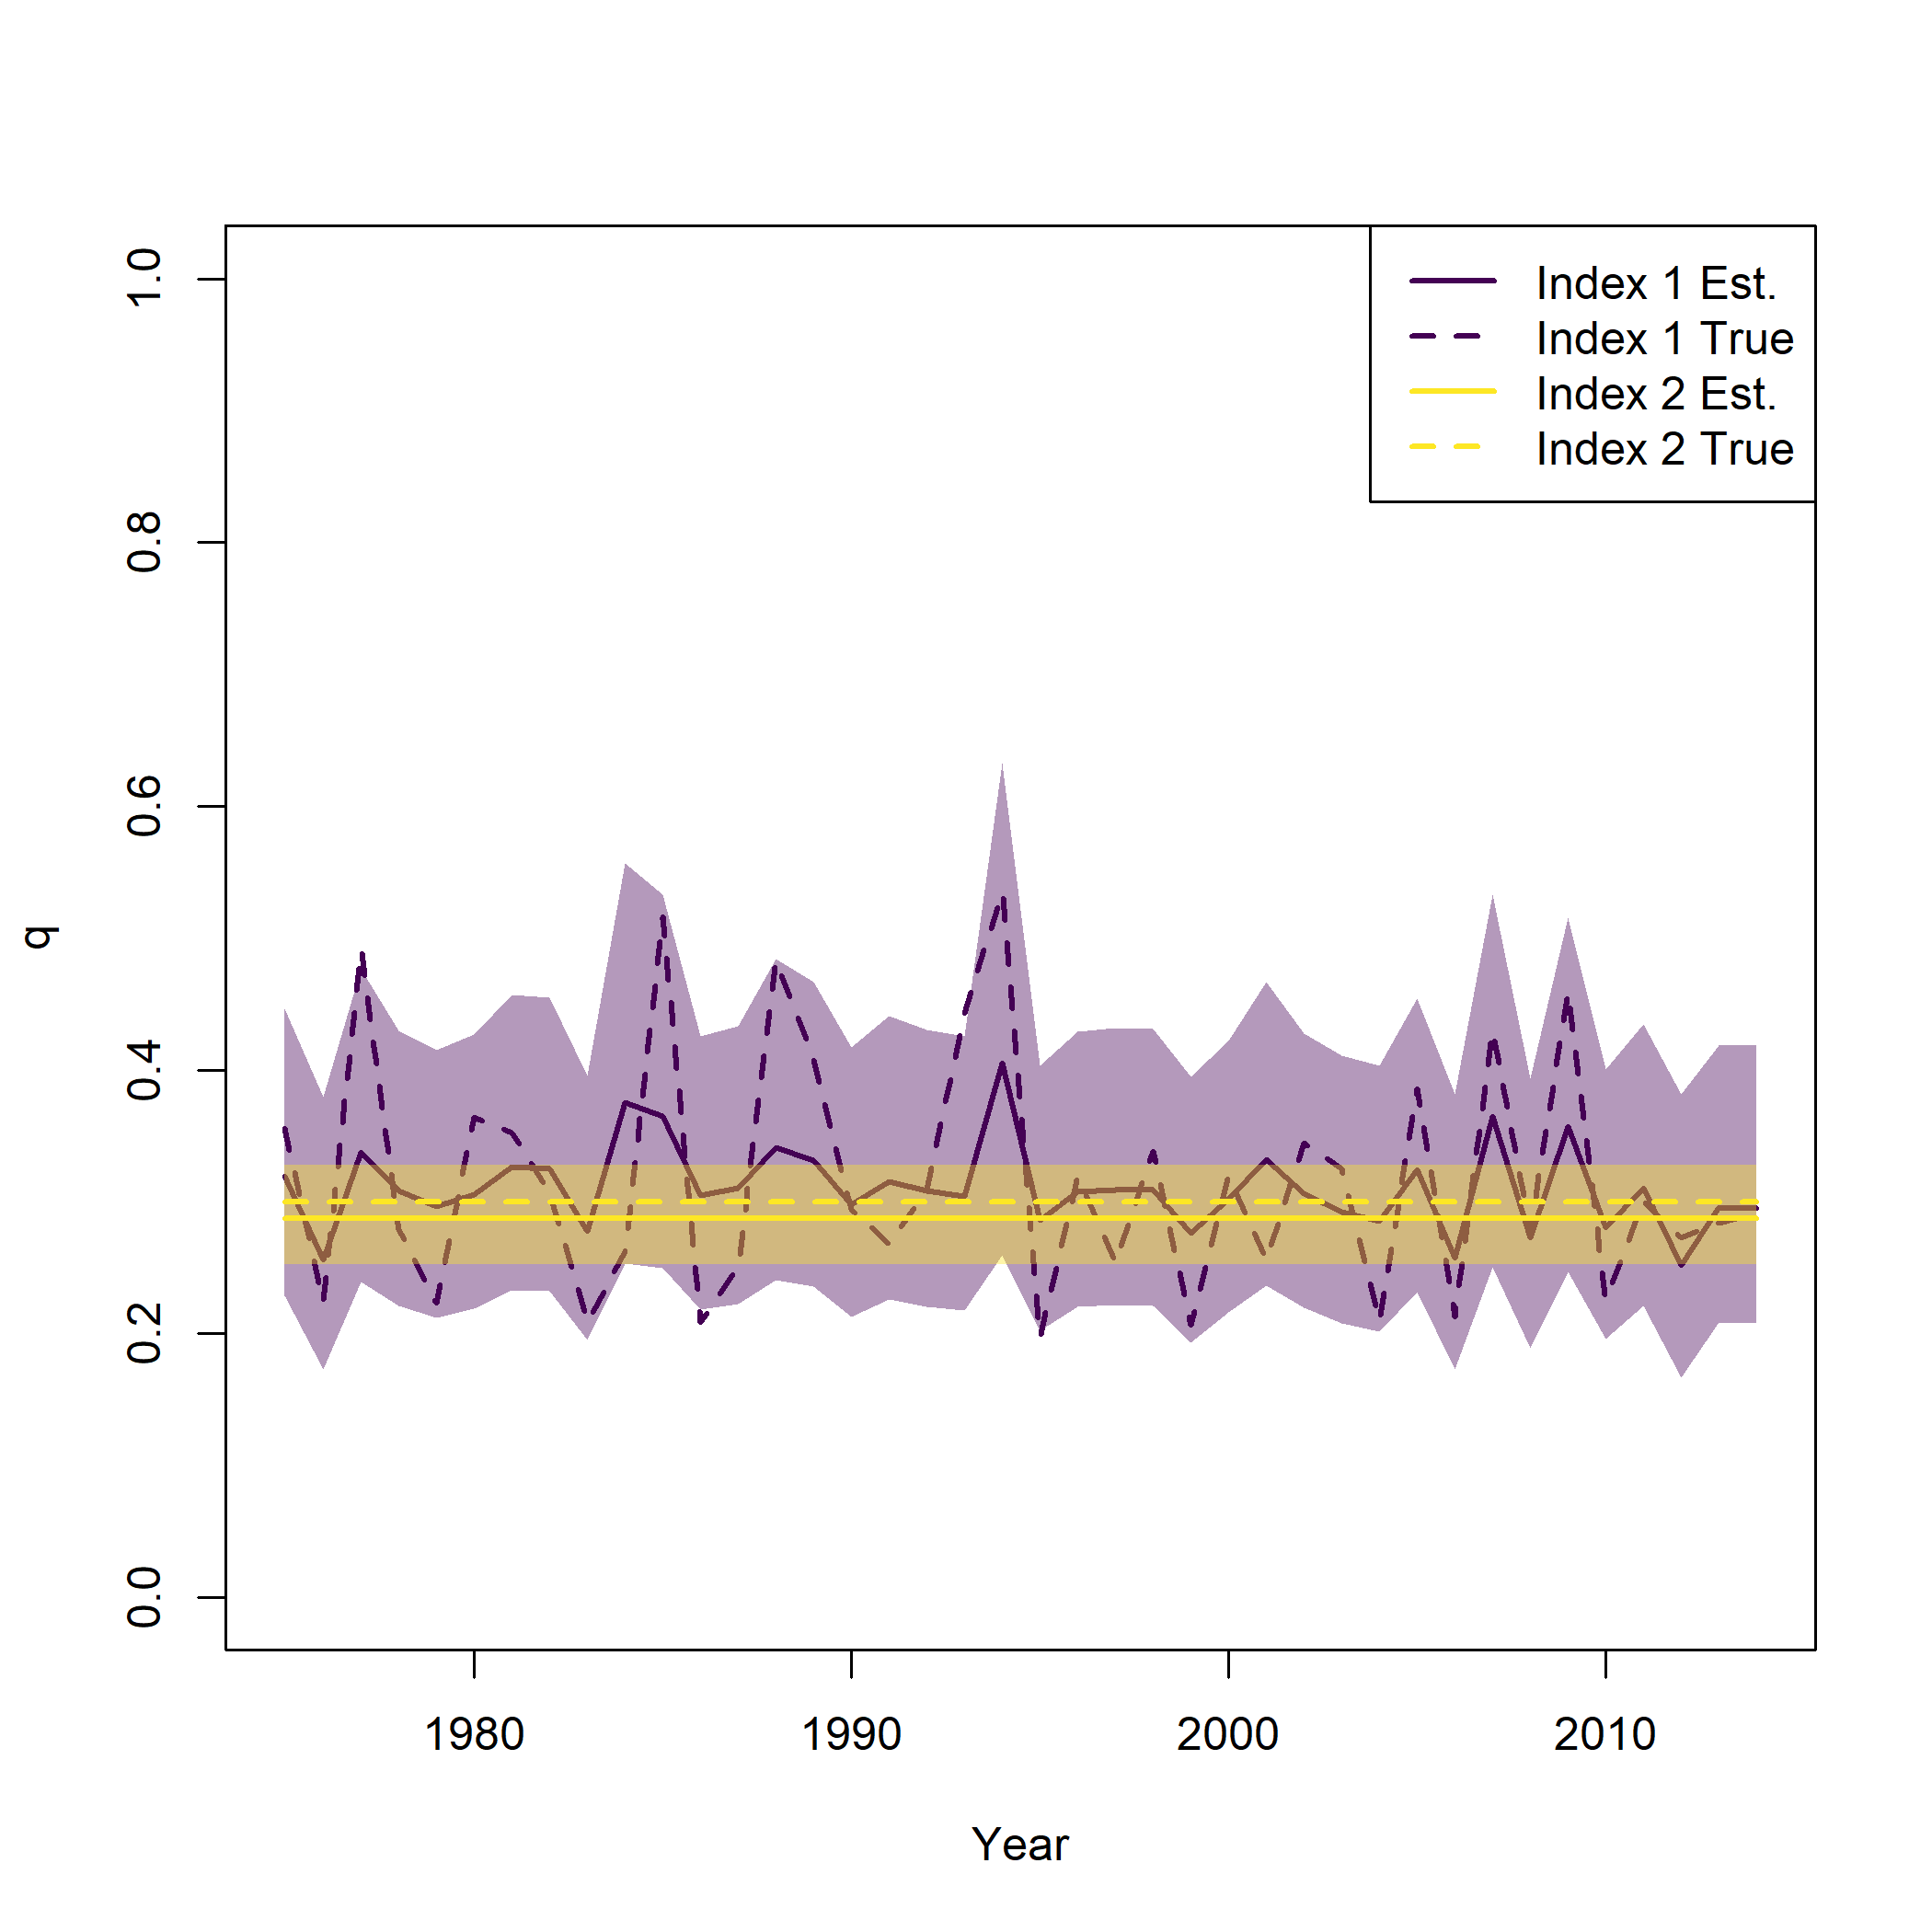 Index 1 Est.
Index 1 True
Index 2 Est.
Index 2 True
1.0
0.8
0.6
0.4
0.2
0.0
q
1980 1990 2000 2010
Year